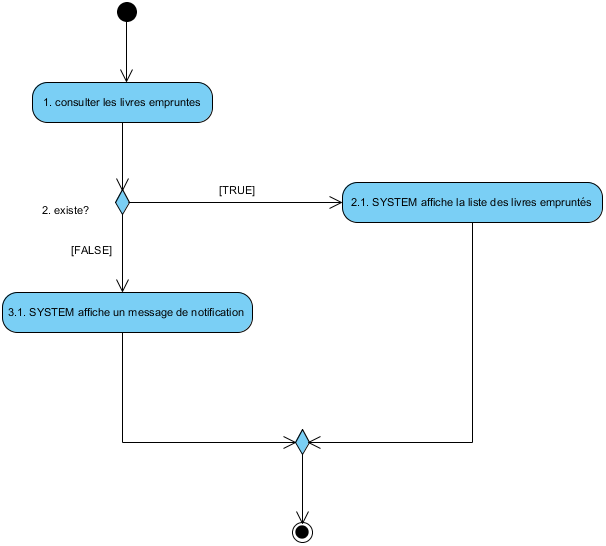 1. consulter les livres empruntes
[TRUE]
2.1. SYSTEM affiche la liste des livres empruntés
2. existe?
[FALSE]
3.1. SYSTEM affiche un message de notification